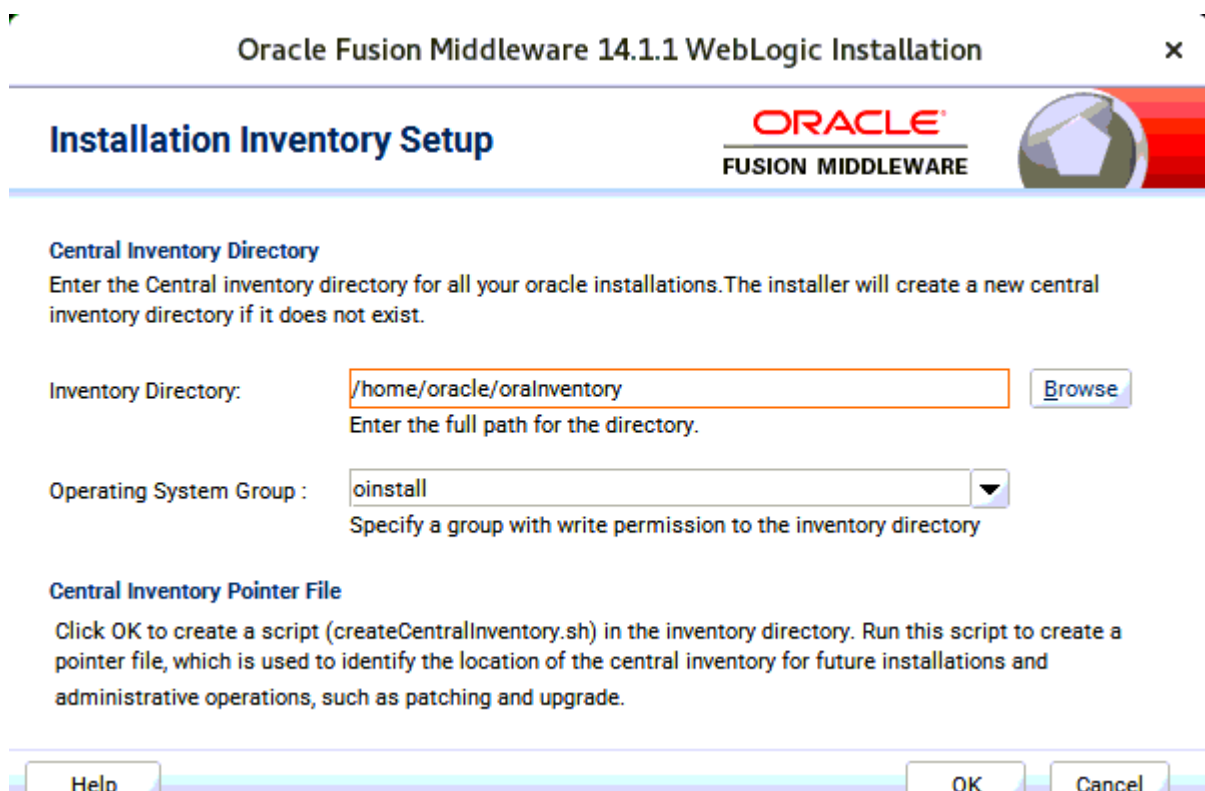 Oracle Fusion Middleware 14.1.1 WebLogic Installation ×
Installation Inventory Setup
ORACLE
FUSION MIDDLEWARE
Central Inventory Directory
Enter the Central inventory directory for all your oracle installations.The installer will create a new central
inventory directory if it does not exist.
Inventory Directory: /home/oracle/oraInventory Browse
Enter the full path for the directory.
Operating System Group : oinstall
Specify a group with write permission to the inventory directory
Central Inventory Pointer File
Click OK to create a script (createCentralInventory.sh) in the inventory directory. Run this script to create a
pointer file, which is used to identify the location of the central inventory for future installations and
administrative operations, such as patching and upgrade.
Help OK Cancel